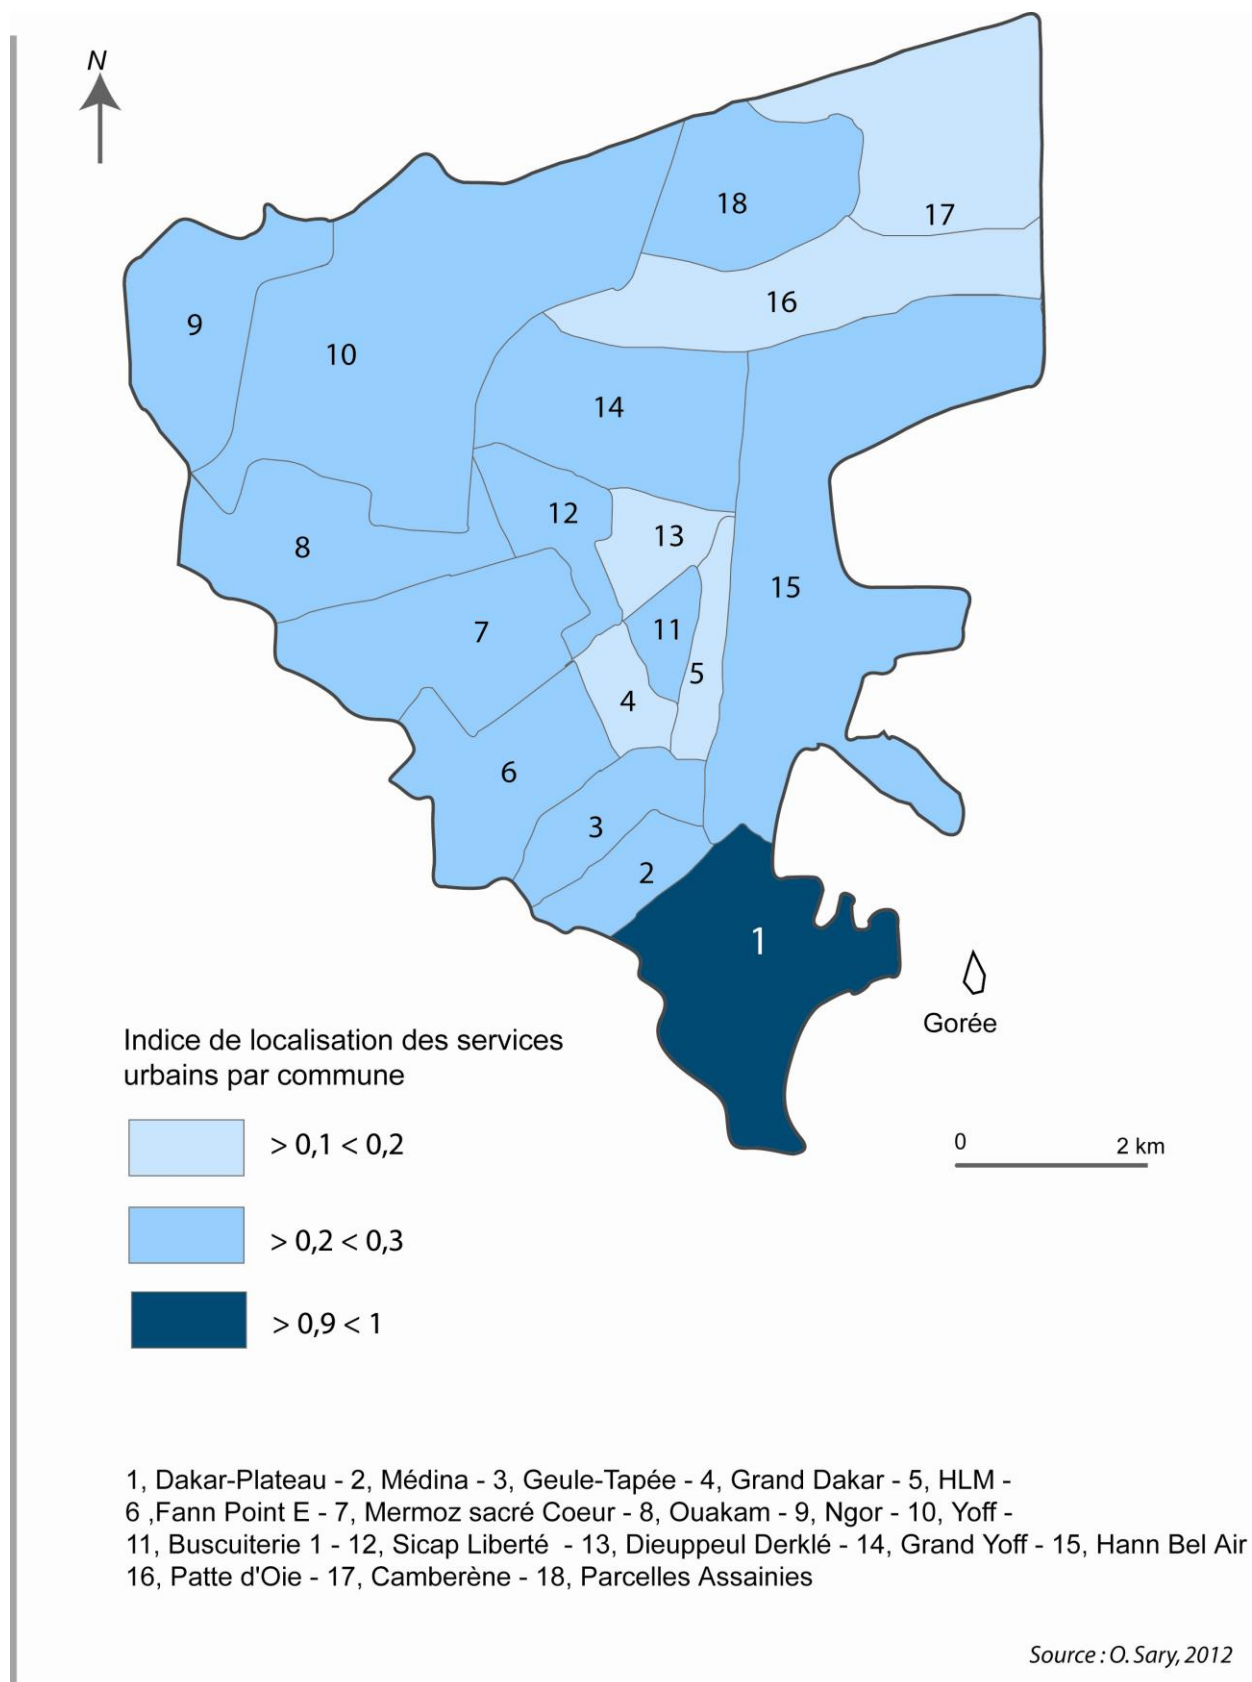 N
18
17
16
9
10
14
12
13
8
15
11
7
5
4
6
3
2
1
Gorée
Indice de localisation des services
urbains par commune
> 0,1 < 0,2
0 2 km
> 0,2 < 0,3
> 0,9 < 1
1, Dakar-Plateau - 2, Médina - 3, Geule-Tapée - 4, Grand Dakar - 5, HLM -
6 ,Fann Point E - 7, Mermoz sacré Coeur - 8, Ouakam - 9, Ngor - 10, Yoff -
11, Buscuiterie 1 - 12, Sicap Liberté - 13, Dieuppeul Derklé - 14, Grand Yoff - 15, Hann Bel Air
16, Patte d'Oie - 17, Camberène - 18, Parcelles Assainies
Source : O. Sary, 2012